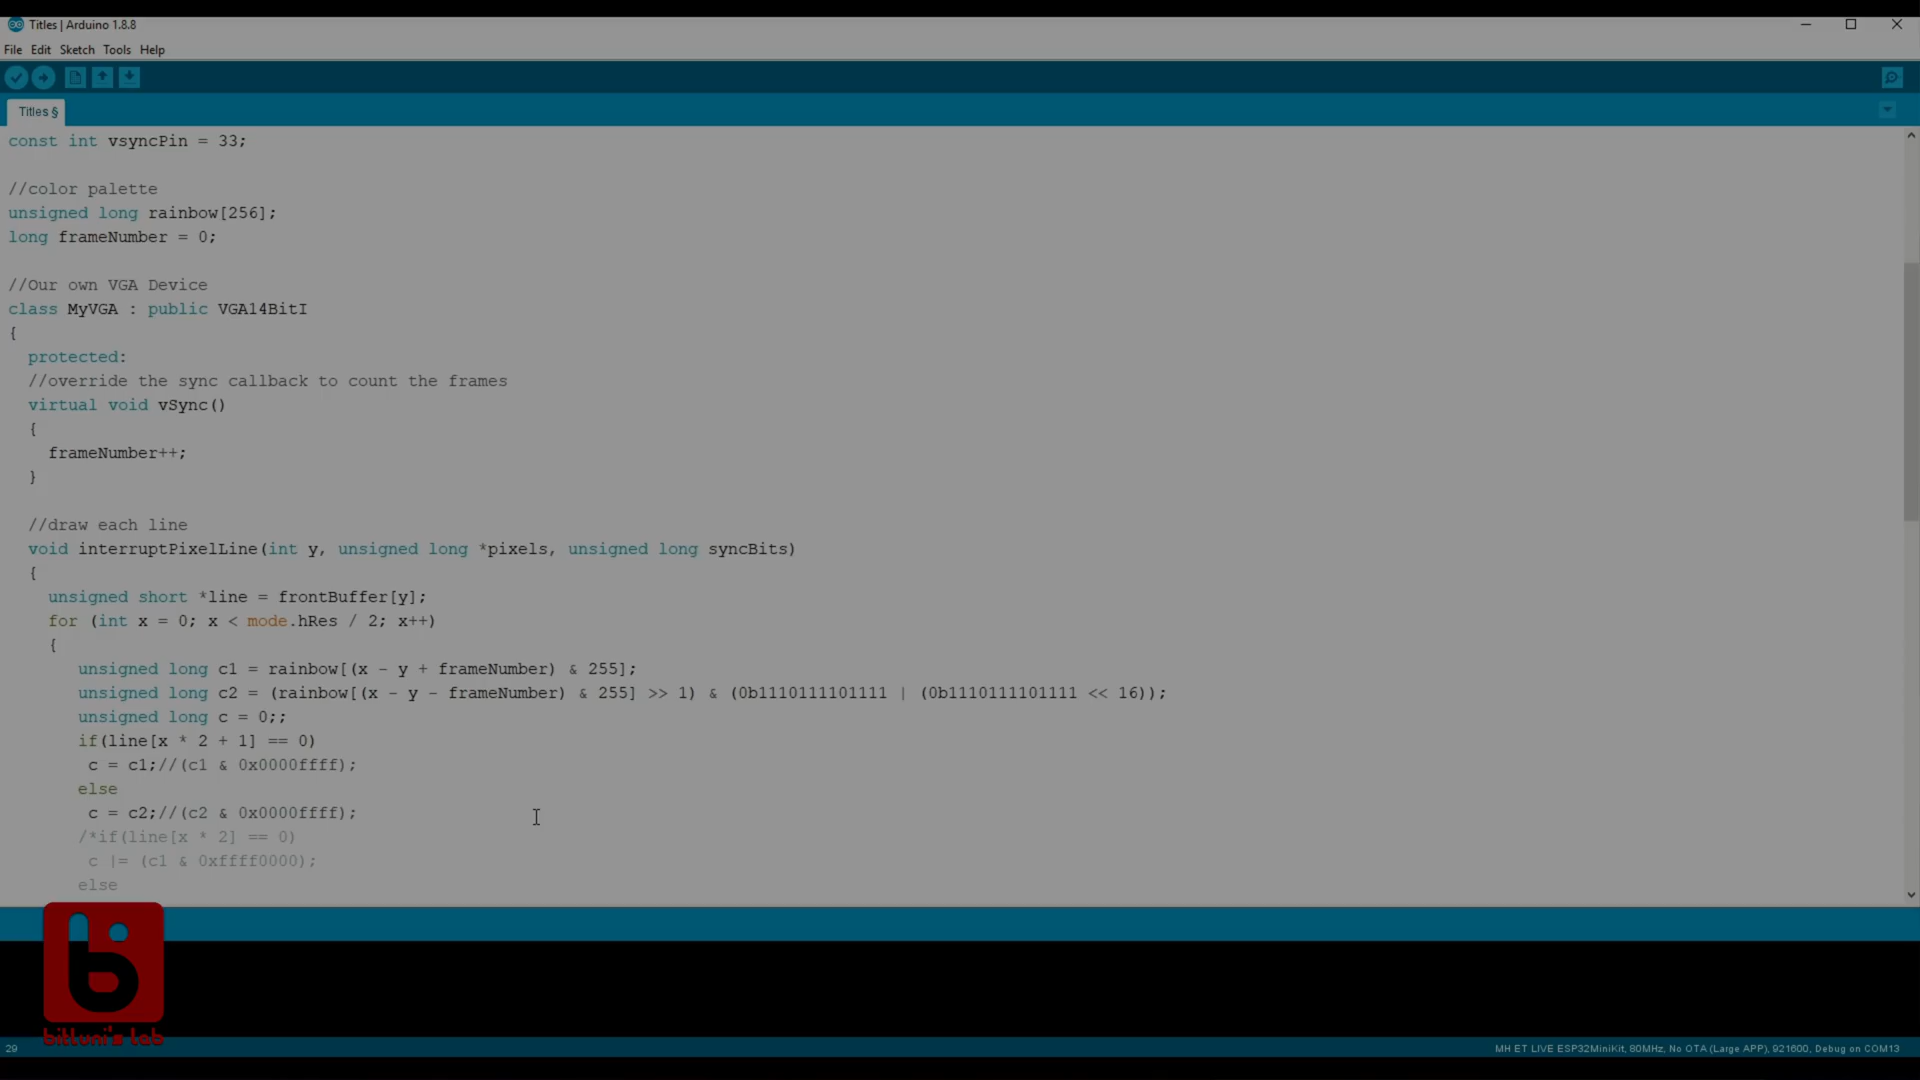 Titles | Arduino 1.8.8
File Edit Sketch Tools Help
Titles §
const int vsyncPin = 33;
//color palette
unsigned long rainbow[256];
long frameNumber = 0;
//Our own VGA Device
class MyVGA : public VGA14BitI
{
protected:
//override the sync callback to count the frames
virtual void vSync()
{
frameNumber++;
}
//draw each line
void interruptPixelLine(int y, unsigned long *pixels, unsigned long syncBits)
{
unsigned short *line = frontBuffer[y];
for (int x = 0; x < mode.hRes / 2; x++)
{
unsigned long c1 = rainbow[(x - y + frameNumber) & 255];
unsigned long c2 = (rainbow[(x - y - frameNumber) & 255] >> 1) & (0b1110111101111 | (0b1110111101111 << 16));
unsigned long c = 0;;
if(line[x * 2 + 1] == 0)
c = c1;//(c1 & 0x0000ffff);
else
c = c2;//(c2 & 0x0000ffff);
/*if(line[x * 2] == 0)
c |= (c1 & 0xffff0000);
else
bitluni's lab
29
MH ET LIVE ESP32MiniKit, 80MHz, No OTA (Large APP), 921600, Debug on COM13